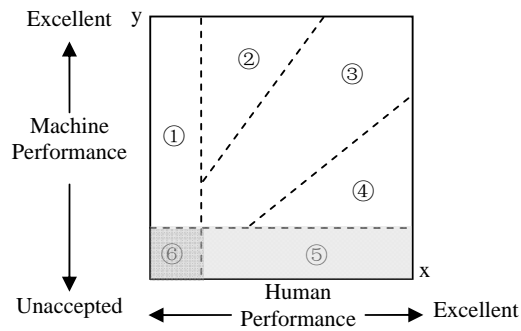 Excellent
y
②
③
Machine
Performance
①
④
⑥
⑤
x
Unaccepted
Human
Performance
Excellent